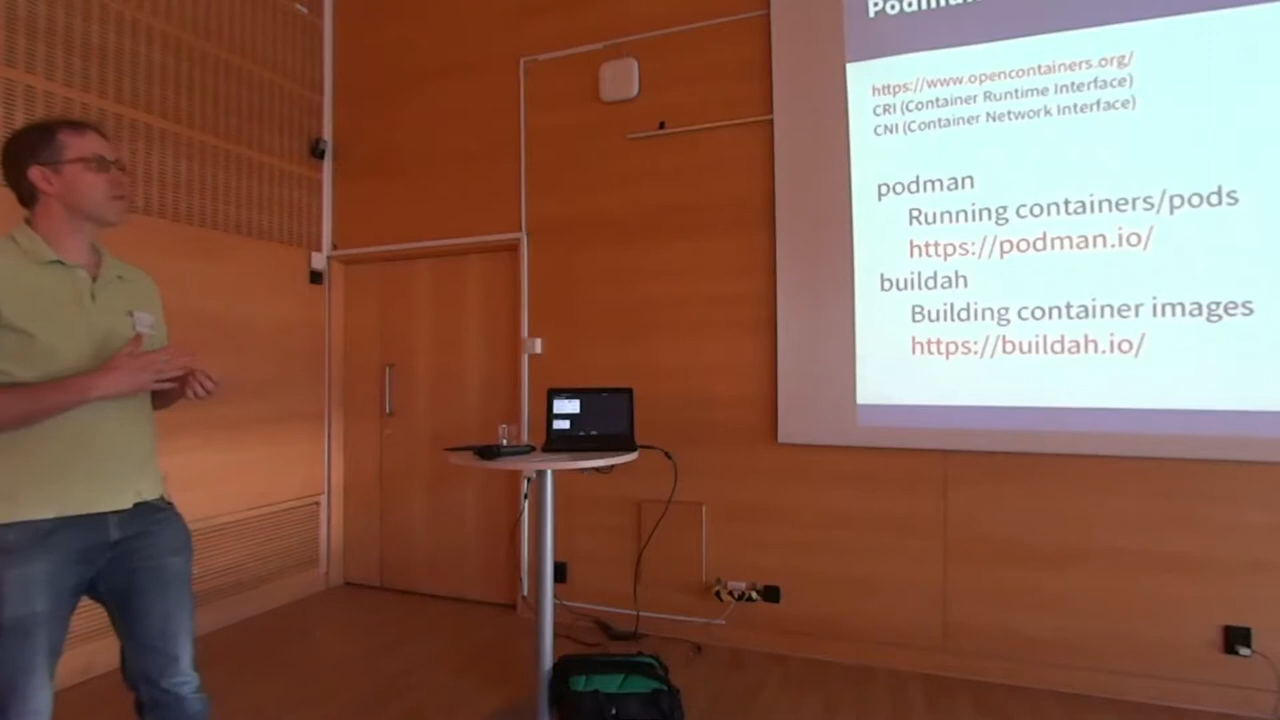 Podman
https://www.opencontainers.org/
CRI (Container Runtime Interface)
CNI (Container Network Interface)
podman
Running containers/pods
https://podman.io/
buildah
Building container images
https://buildah.io/